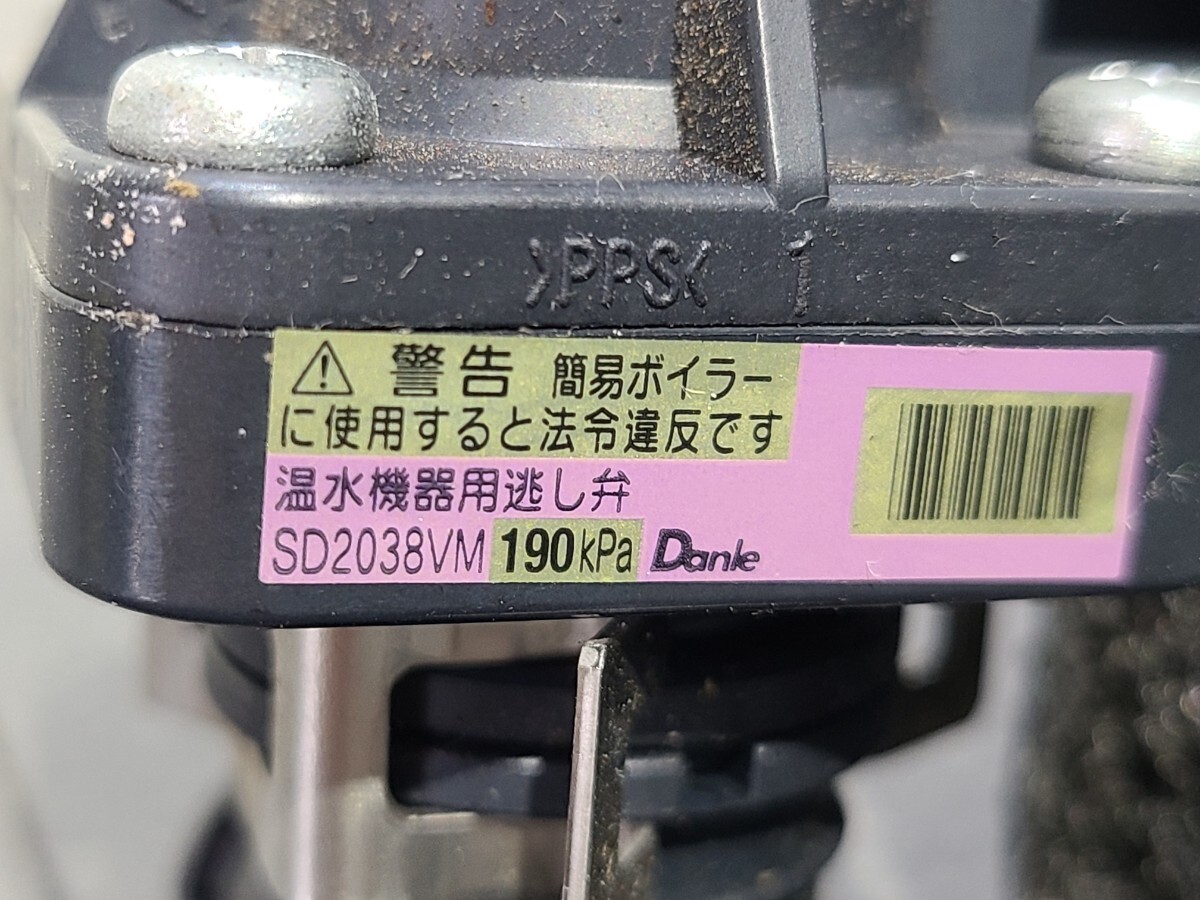 >PPS< 1
⚠ 警告 簡易ボイラー
に使用すると法令違反です
温水機器用逃し弁
SD2038VM 190kPa Danle